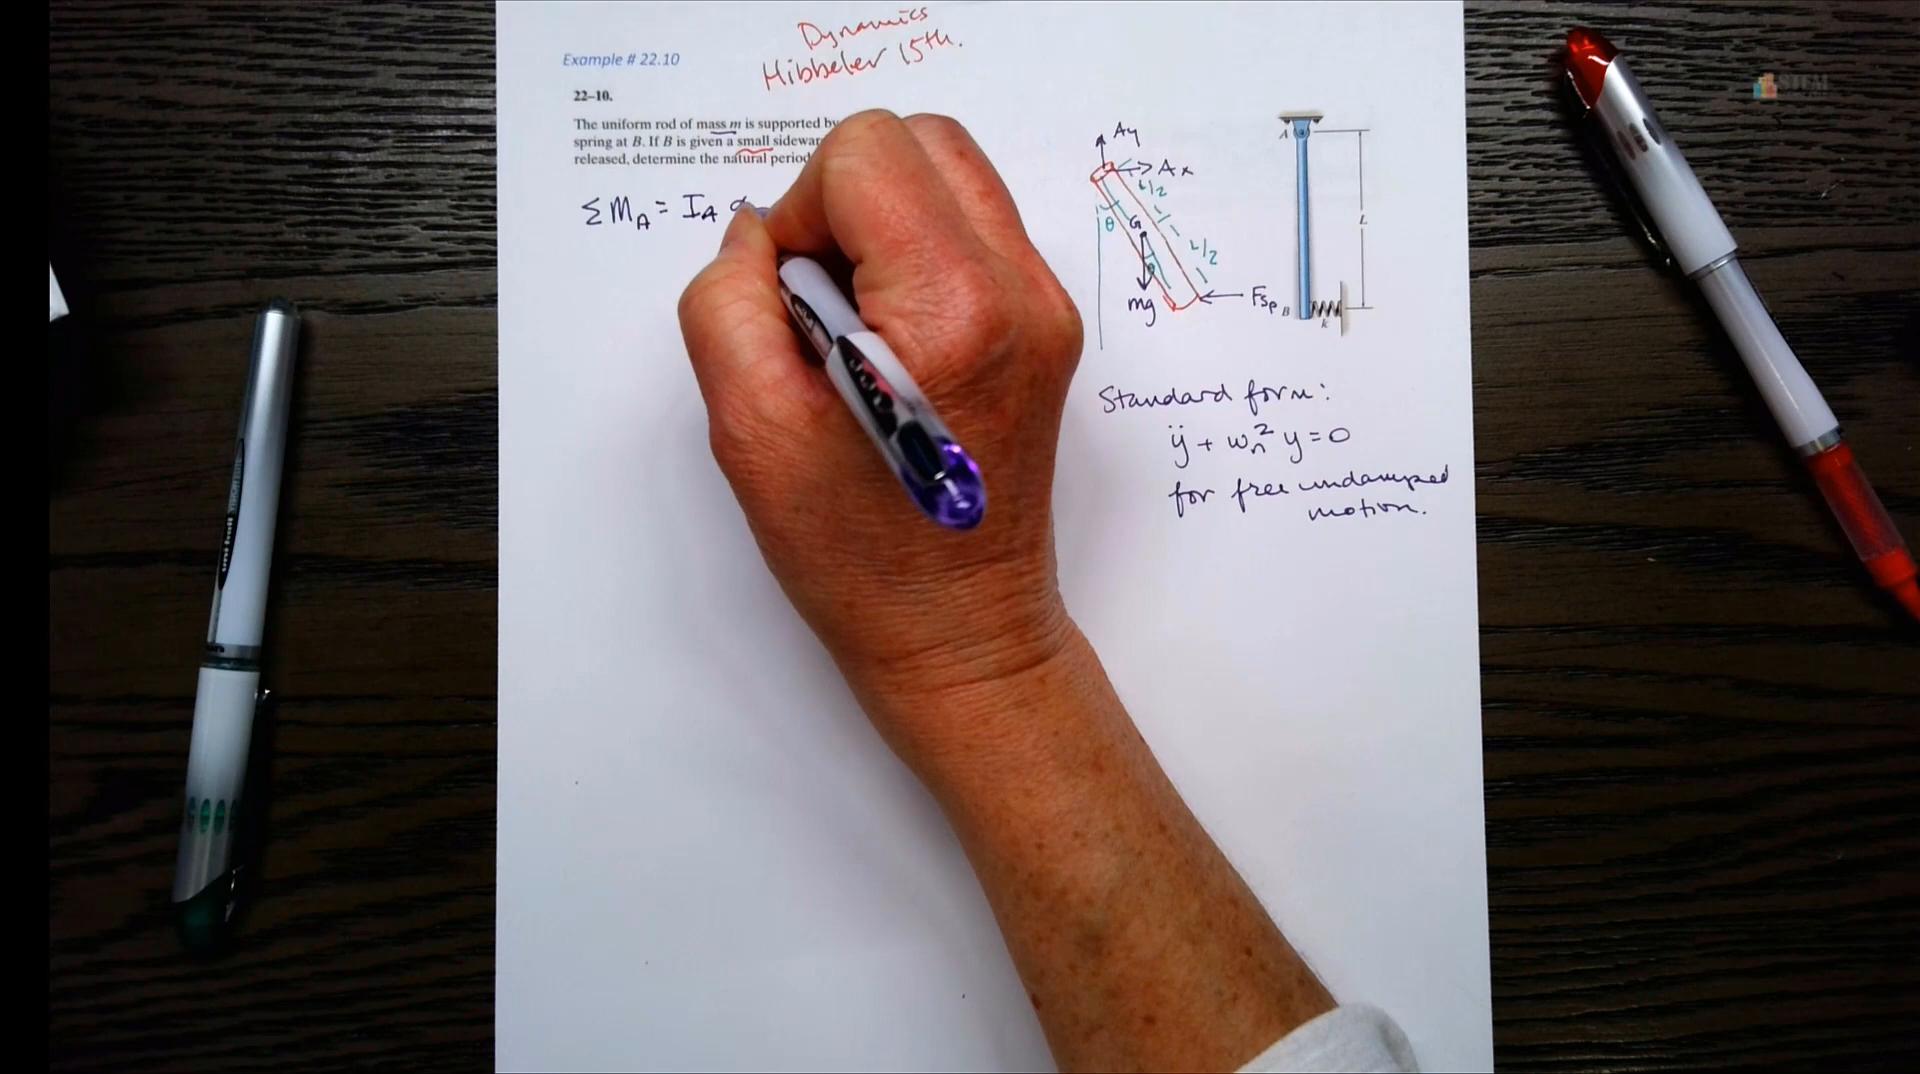 Dynamics
Hibbeler 15th.
Example # 22.10
22–10.
The uniform rod of mass m is supported by
spring at B. If B is given a small
released, determine the natural period
Σ M_A = I_A α
Ay
Ax
L/2
θ
G
L/2
θ
mg
Fsp
A
L
B
k
Standard form:
ÿ + ωn² y = 0
for free undamped
motion.
STEM